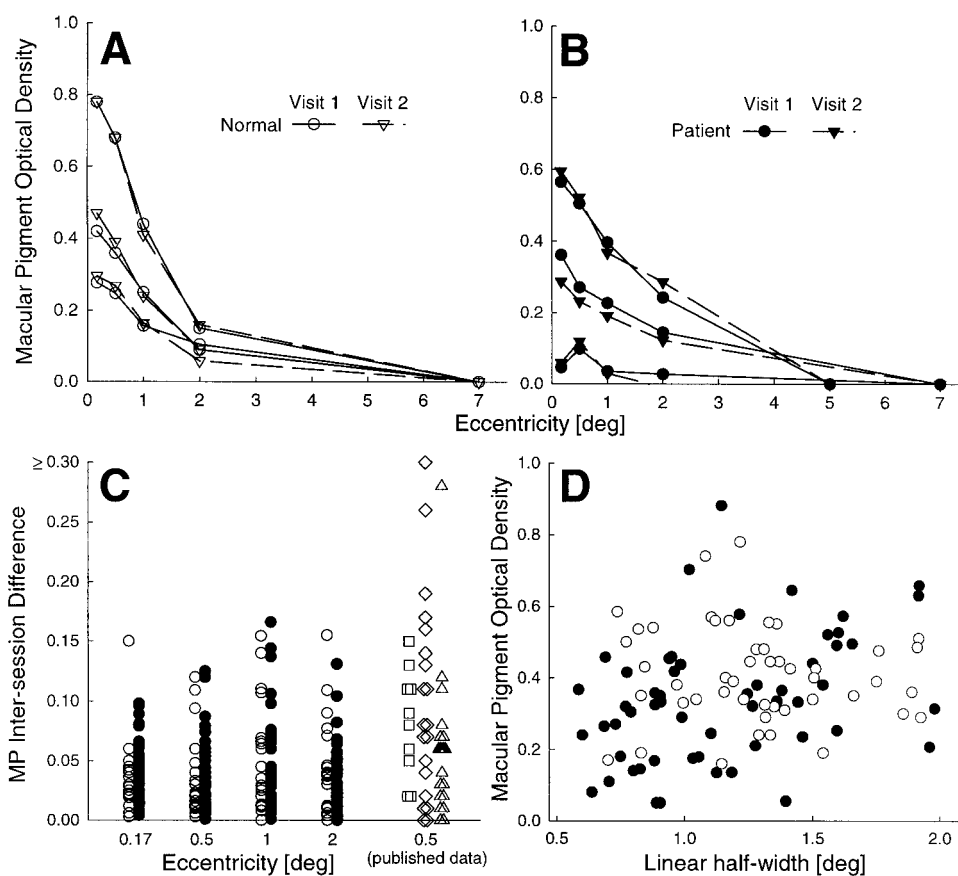 A
Macular Pigment Optical Density
1.0
0.8
0.6
0.4
0.2
0.0
Visit 1 Visit 2
Normal
0 1 2 3 4 5 6 7
B
1.0
0.8
0.6
0.4
0.2
0.0
Visit 1 Visit 2
Patient
0 1 2 3 4 5 6 7
Eccentricity [deg]
C
MP Inter-session Difference
≥ 0.30
0.25
0.20
0.15
0.10
0.05
0.00
0.17 0.5 1 2 0.5
Eccentricity [deg] (published data)
D
Macular Pigment Optical Density
1.0
0.8
0.6
0.4
0.2
0.0
0.5 1.0 1.5 2.0
Linear half-width [deg]